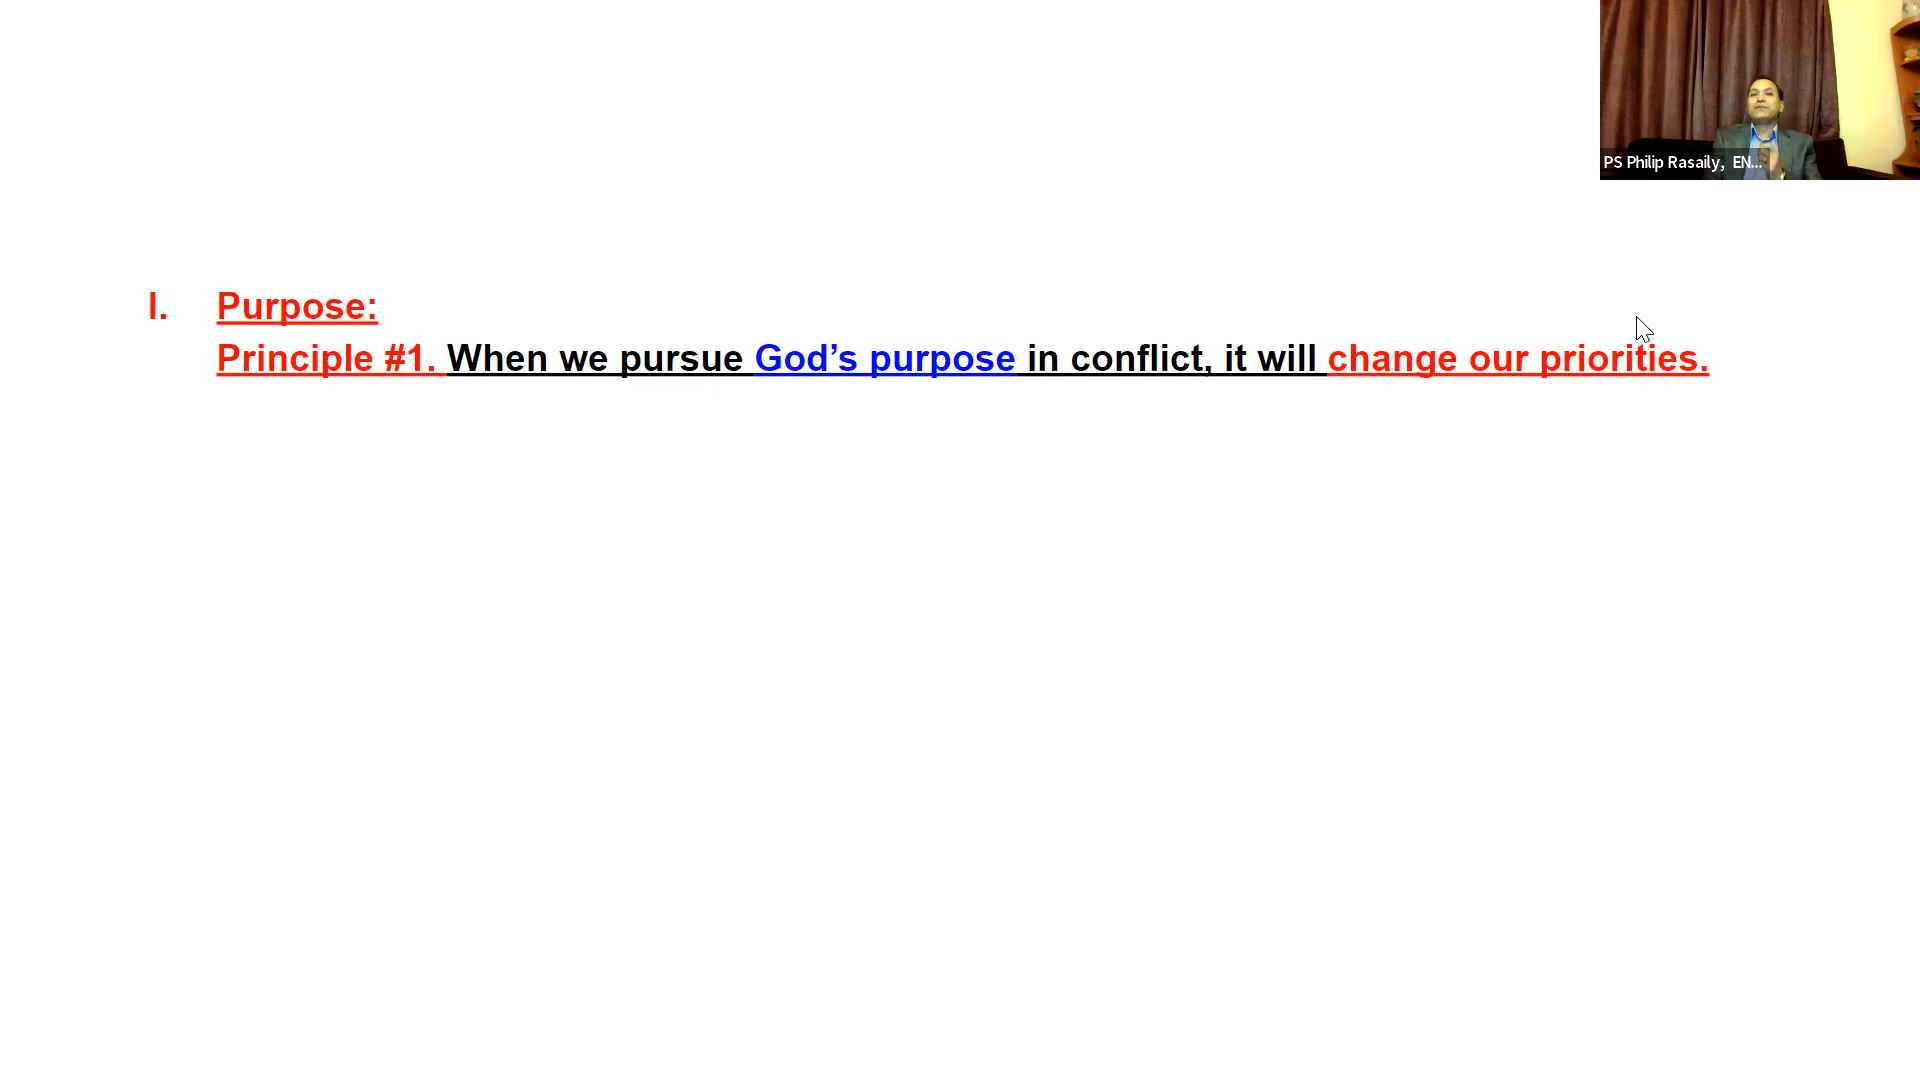 PS Philip Rasaily, EN...
I. Purpose:
Principle #1. When we pursue God’s purpose in conflict, it will change our priorities.